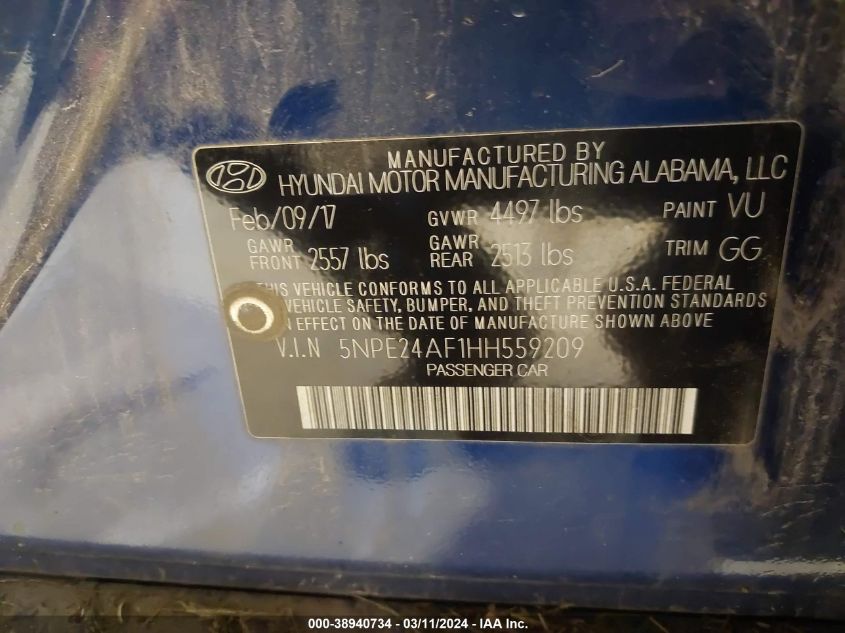 MANUFACTURED BY
HYUNDAI MOTOR MANUFACTURING ALABAMA, LLC
Feb/09/17 GVWR 4497 lbs PAINT VU
GAWR FRONT 2557 lbs GAWR REAR 2513 lbs TRIM GG
THIS VEHICLE CONFORMS TO ALL APPLICABLE U.S.A. FEDERAL
VEHICLE SAFETY, BUMPER, AND THEFT PREVENTION STANDARDS
IN EFFECT ON THE DATE OF MANUFACTURE SHOWN ABOVE
V.I.N 5NPE24AF1HH559209
PASSENGER CAR
000-38940734 - 03/11/2024 - IAA Inc.